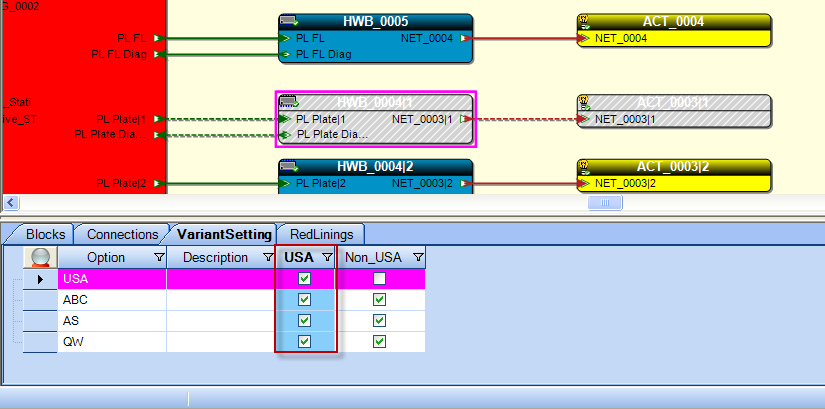 G_0002
HWB_0005
ACT_0004
PL FL
PL FL
NET_0004
NET_0004
PL FL Diag
PL FL Diag
_Stati
HWB_0004|1
ACT_0003|1
ive_ST
PL Plate|1
PL Plate|1
NET_0003|1
NET_0003|1
PL Plate Dia...
PL Plate Dia...
HWB_0004|2
ACT_0003|2
PL Plate|2
PL Plate|2
NET_0003|2
NET_0003|2
Blocks Connections VariantSetting RedLinings
Option Description USA Non_USA
USA
ABC
AS
QW